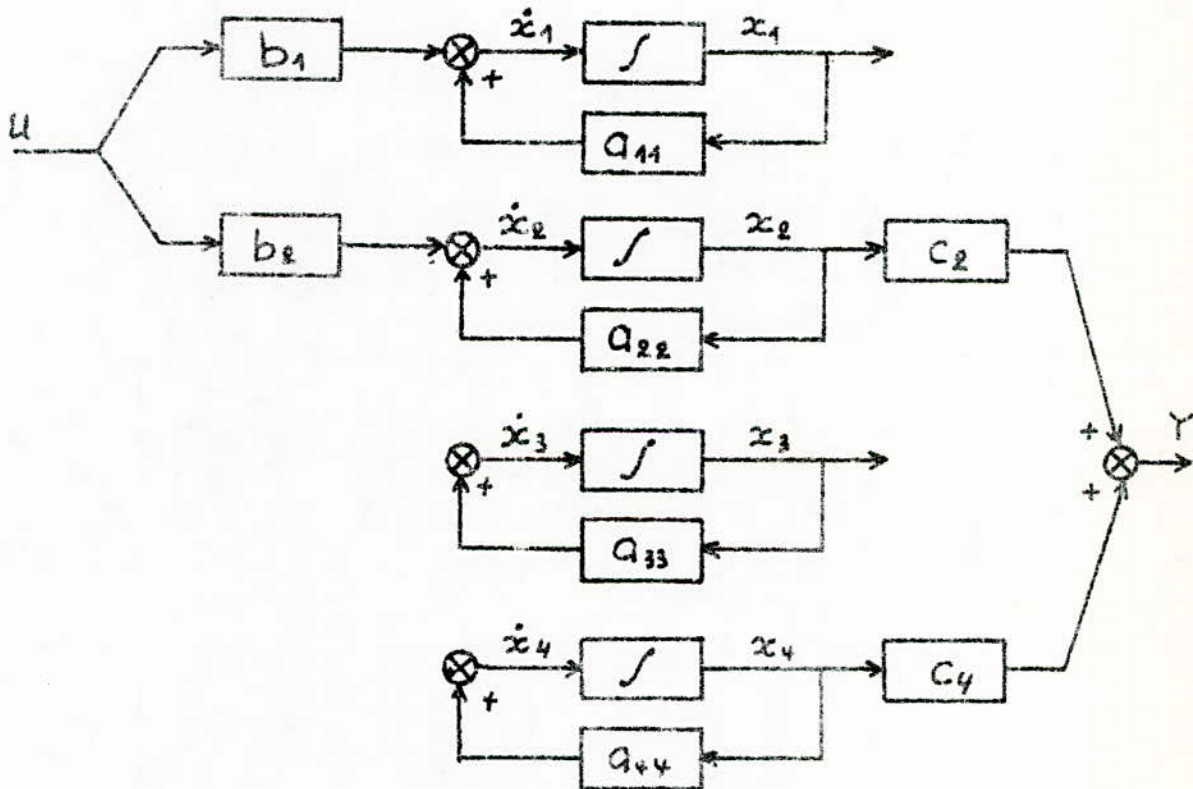 b₁ ẋ₁ ∫ x₁
+
u
a₁₁
b₂ ẋ₂ ∫ x₂ c₂
+
a₂₂
ẋ₃ ∫ x₃ + Y
+ +
a₃₃
ẋ₄ ∫ x₄ c₄
+
a₄₄